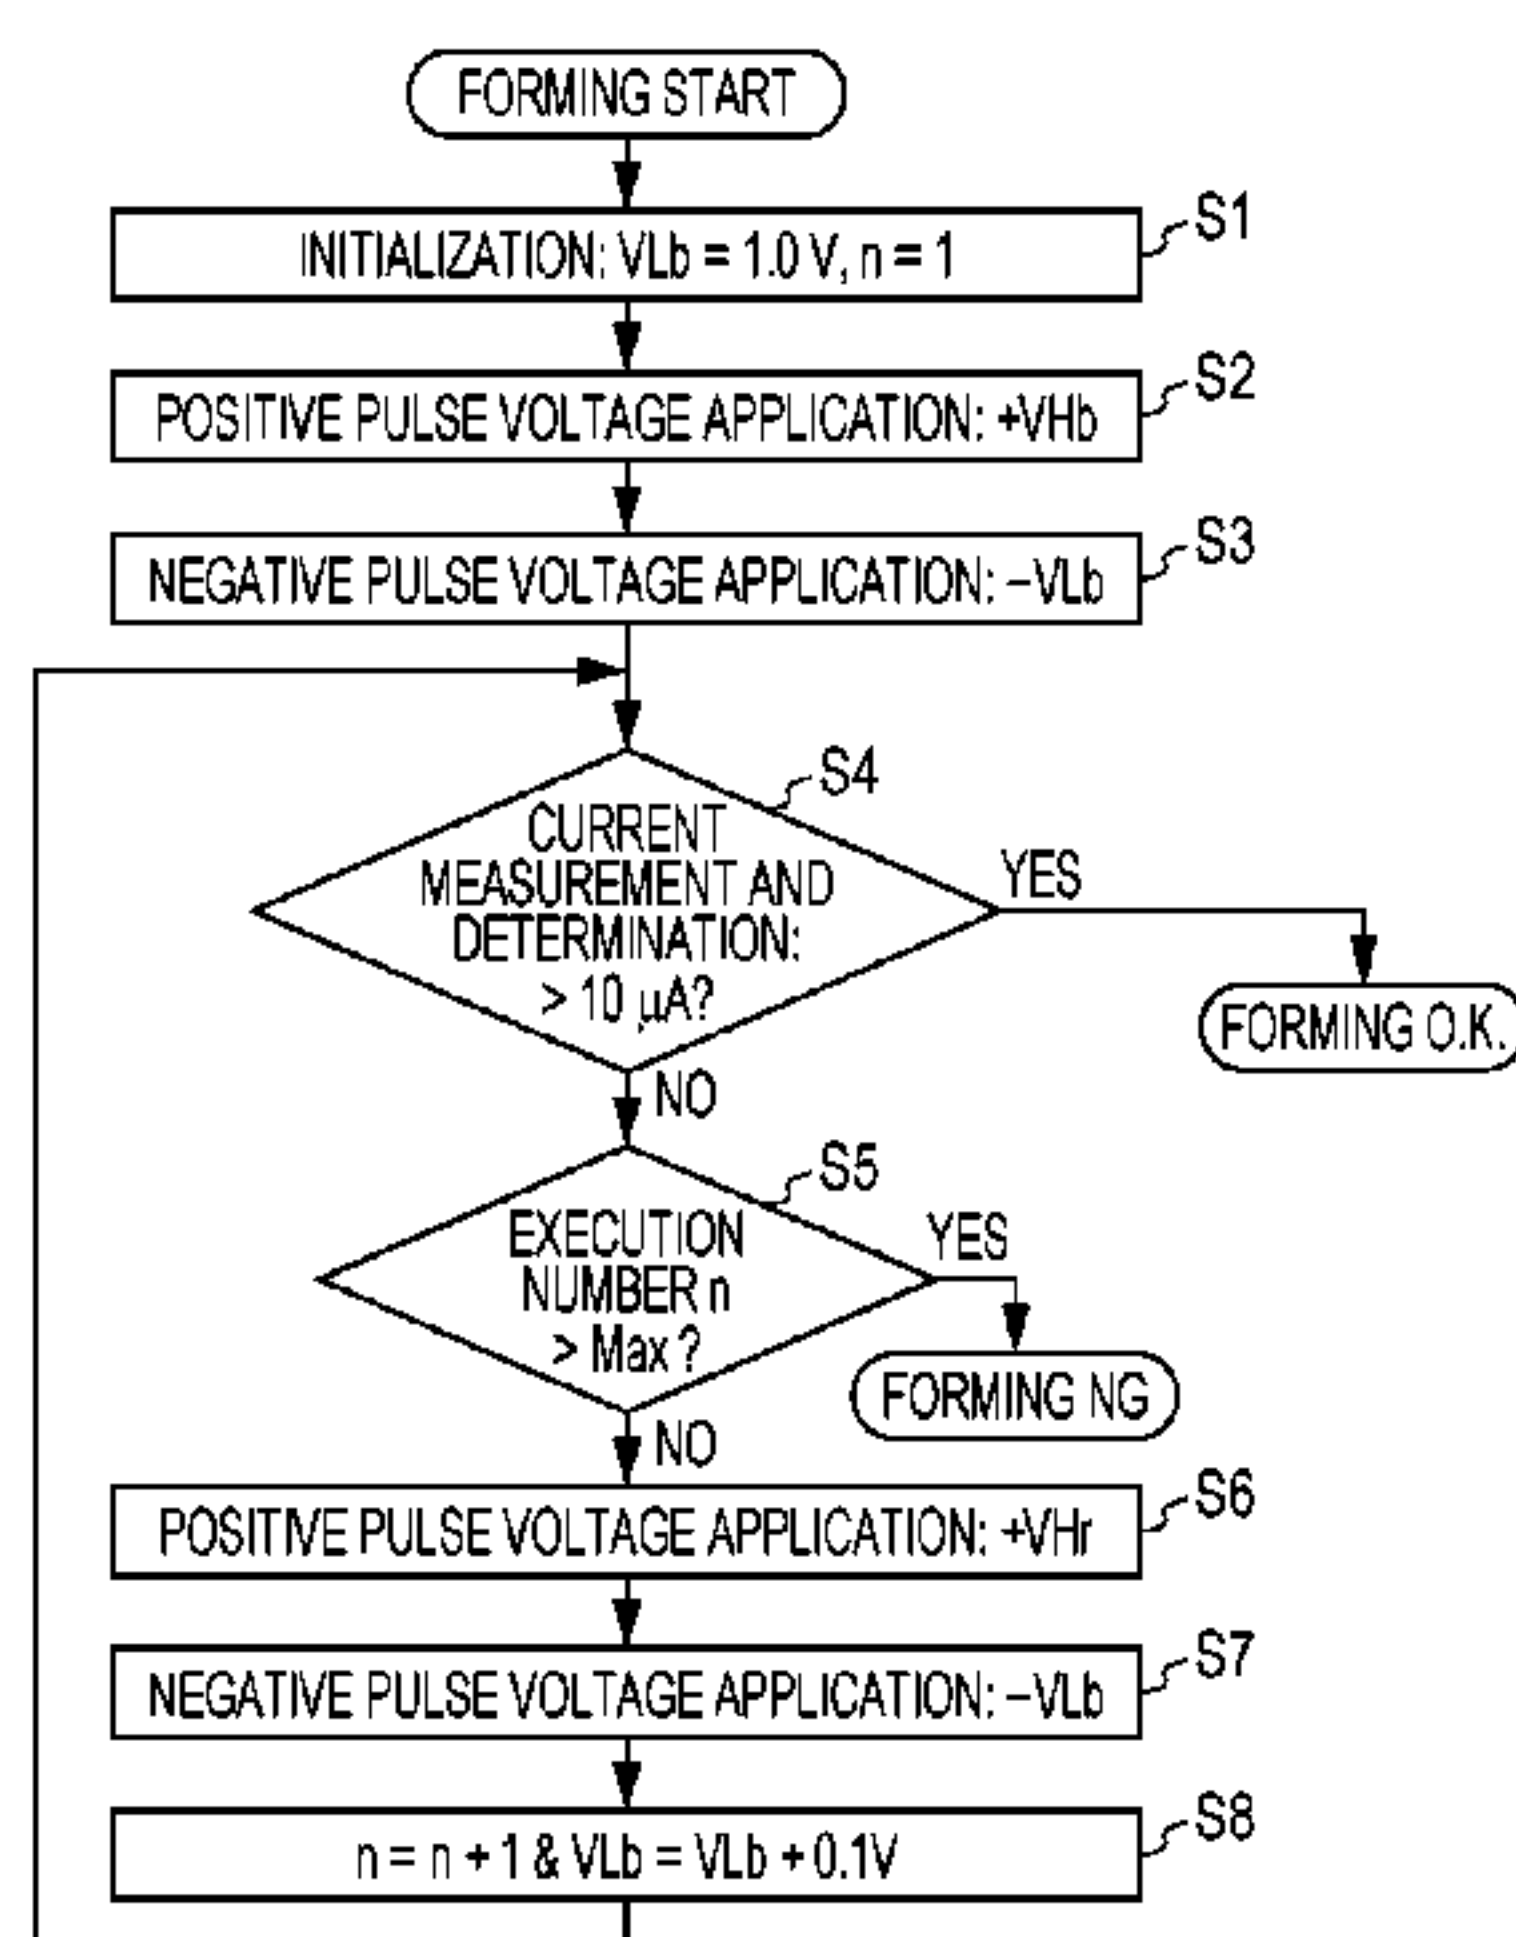 FORMING START
INITIALIZATION: VLb = 1.0 V, n = 1
S1
POSITIVE PULSE VOLTAGE APPLICATION: +VHb
S2
NEGATIVE PULSE VOLTAGE APPLICATION: –VLb
S3
S4
CURRENT
MEASUREMENT AND
DETERMINATION:
> 10 µA?
YES
FORMING O.K.
NO
S5
EXECUTION
NUMBER n
> Max ?
YES
FORMING NG
NO
POSITIVE PULSE VOLTAGE APPLICATION: +VHr
S6
NEGATIVE PULSE VOLTAGE APPLICATION: –VLb
S7
n = n + 1 & VLb = VLb + 0.1V
S8